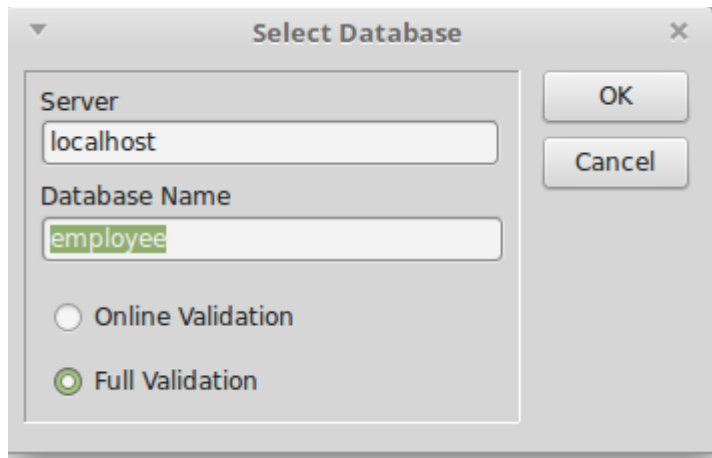 Select Database
Server
localhost
Database Name
employee
Online Validation
Full Validation
OK
Cancel